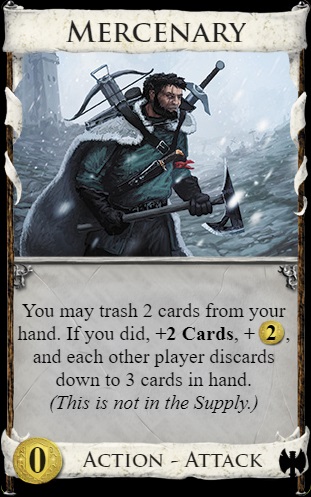 MERCENARY
You may trash 2 cards from your
hand. If you did, +2 Cards, + 2,
and each other player discards
down to 3 cards in hand.
(This is not in the Supply.)
0 ACTION - ATTACK